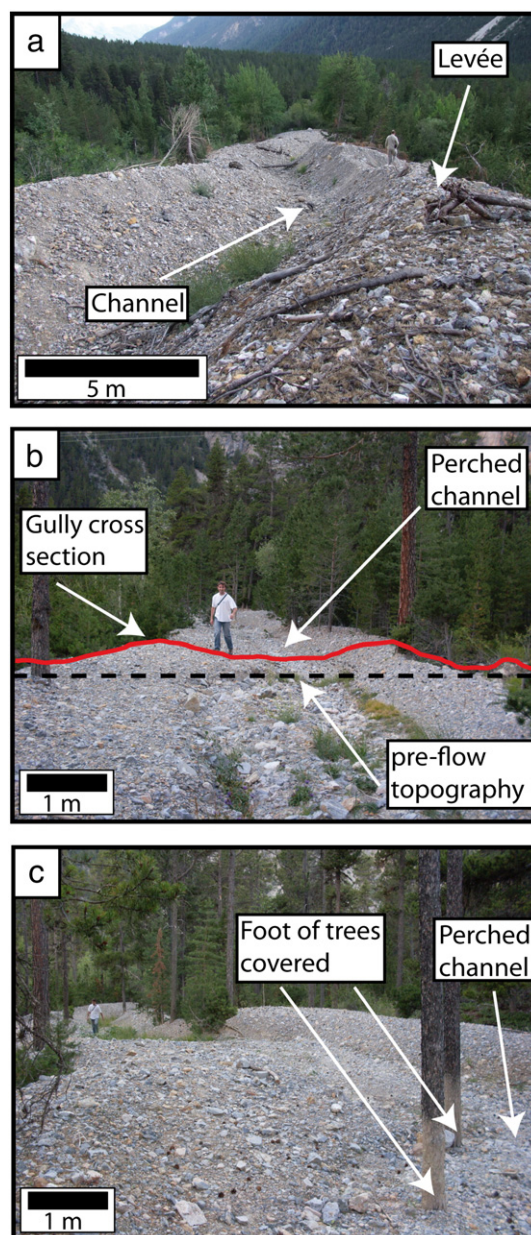 a
Levée
Channel
5 m
b
Perched
channel
Gully cross
section
pre-flow
topography
1 m
c
Foot of trees
covered
Perched
channel
1 m